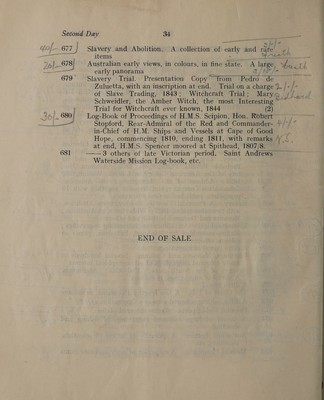 Second Day 34
40/- 677 Slavery and Abolition. A collection of early and rare
items
20/- 678 Australian early views, in colours, in fine state. A large,
early panorama
679 Slavery Trial. Presentation Copy from Pedro de
Zulnetta, with an inscription at end. Trial on a charge
of Slave Trading, 1843; Witchcraft Trial; Mary
Schweidler, the Amber Witch, the most Interesting
Trial for Witchcraft ever known, 1844 (2)
30/- 680 Log-Book of Proceedings of H.M.S. Scipion, Hon. Robert
Stopford, Rear-Admiral of the Red and Commander-
in-Chief of H.M. Ships and Vessels at Cape of Good
Hope, commencing 1810, ending 1811, with remarks
at end, H.M.S. Spencer moored at Spithead, 1807/8
681 —— 3 others of late Victorian period, Saint Andrews
Waterside Mission Log-book, etc.
END OF SALE.